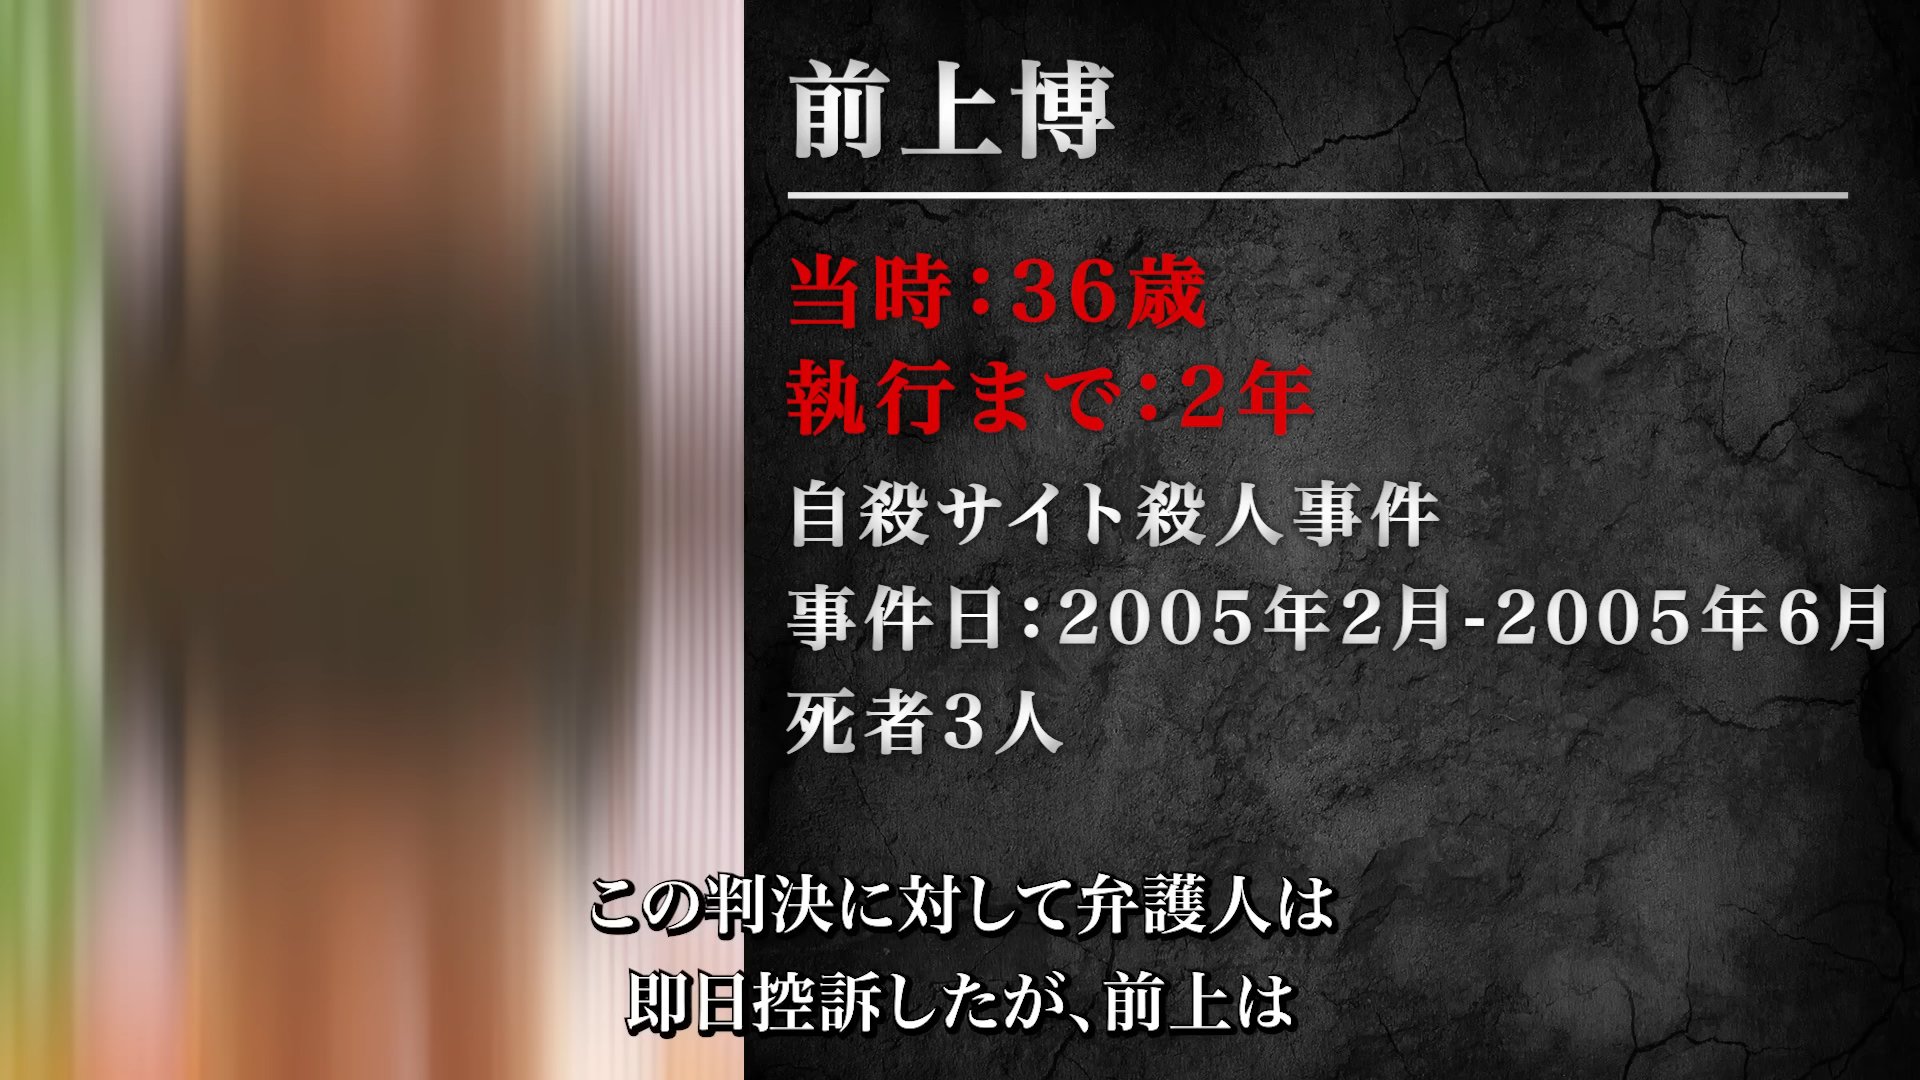 前上博
当時：36歳
執行まで：2年
自殺サイト殺人事件
事件日：2005年2月-2005年6月
死者3人
この判決に対して弁護人は
即日控訴したが、前上は